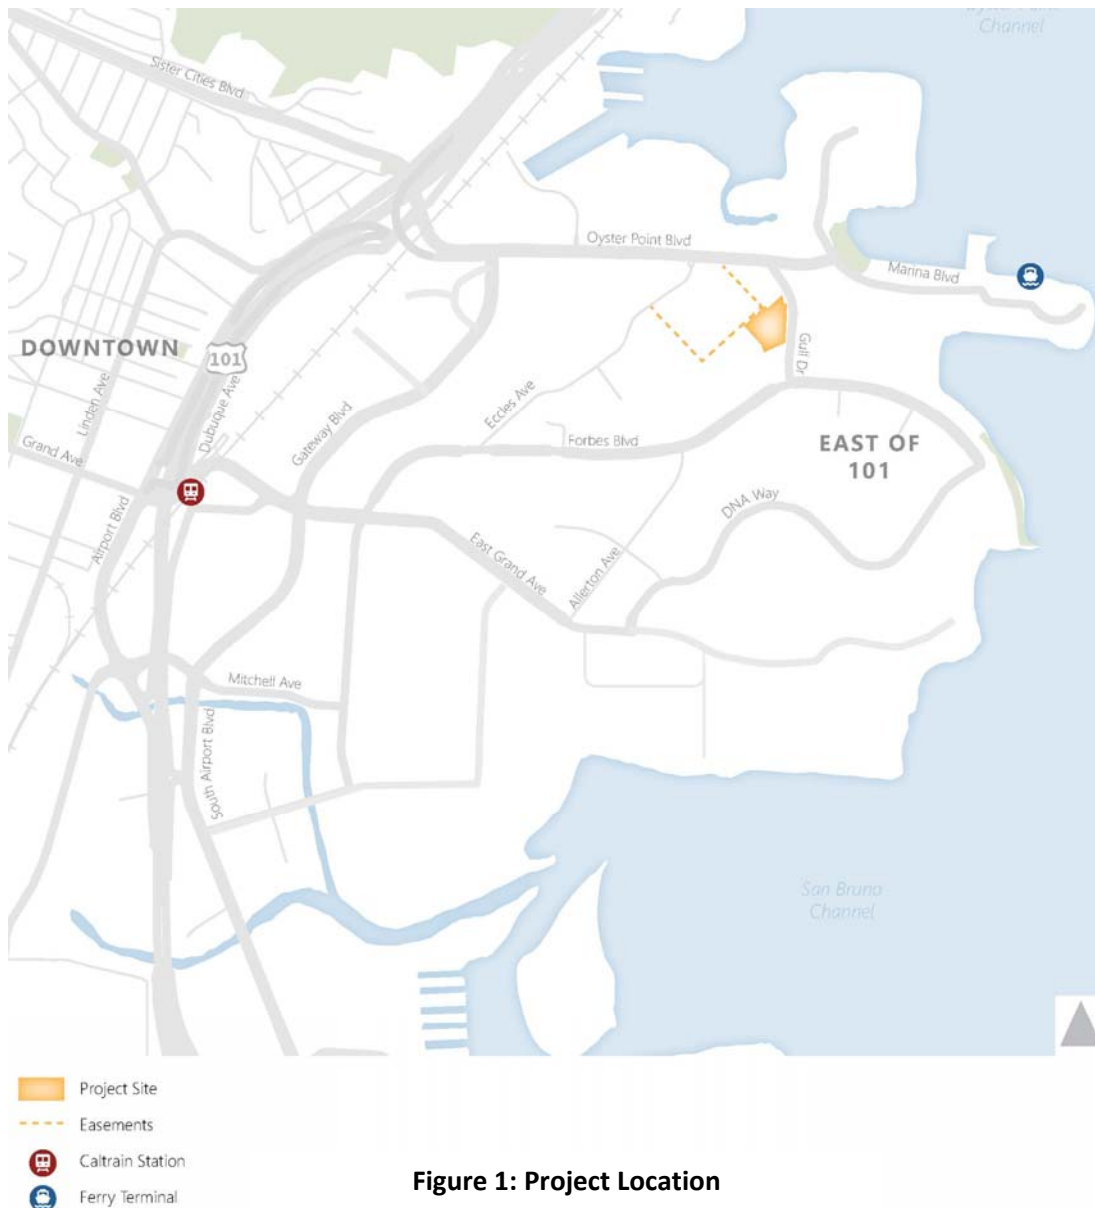 Oyster Point
Channel
Sister Cities Blvd
Oyster Point Blvd
Marina Blvd
DOWNTOWN
101
Gull Dr
Linden Ave
Dubuque Ave
Eccles Ave
Gateway Blvd
Grand Ave
Forbes Blvd
EAST OF
101
Airport Blvd
DNA Way
East Grand Ave
Allerton Ave
Mitchell Ave
South Airport Blvd
San Bruno
Channel
Project Site
Easements
Caltrain Station
Ferry Terminal
Figure 1: Project Location